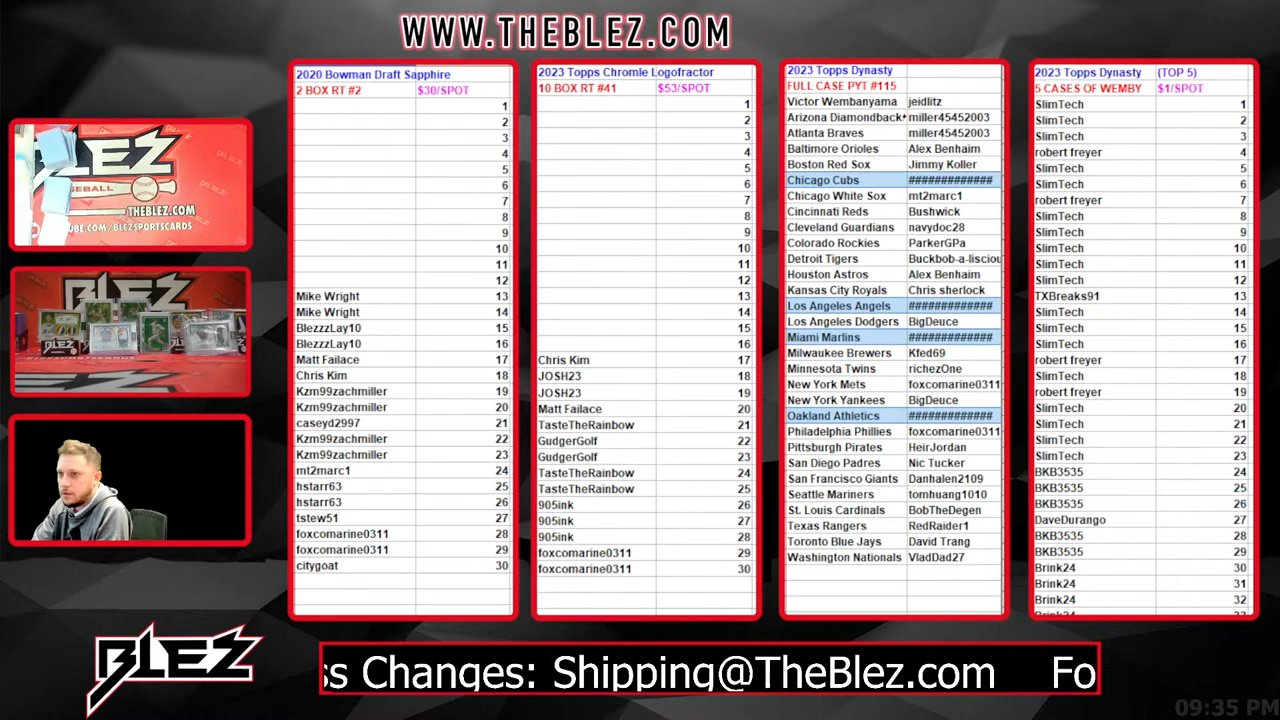 WWW.THEBLEZ.COM
BLEZ
THEBLEZ.COM
2020 Bowman Draft Sapphire
2 BOX RT #2 $30/SPOT
1
2
3
4
5
6
7
8
9
10
11
12
Mike Wright 13
Mike Wright 14
BlezzzLay10 15
BlezzzLay10 16
Matt Failace 17
Chris Kim 18
Kzm99zachmiller 19
Kzm99zachmiller 20
caseyd2997 21
Kzm99zachmiller 22
Kzm99zachmiller 23
mt2marc1 24
hstarr63 25
hstarr63 26
tstew51 27
foxcomarine0311 28
foxcomarine0311 29
citygoat 30
2023 Topps Chromle Logofractor
10 BOX RT #41 $53/SPOT
1
2
3
4
5
6
7
8
9
10
11
12
13
14
15
16
Chris Kim 17
JOSH23 18
JOSH23 19
Matt Failace 20
TasteTheRainbow 21
GudgerGolf 22
GudgerGolf 23
TasteTheRainbow 24
TasteTheRainbow 25
905ink 26
905ink 27
905ink 28
foxcomarine0311 29
foxcomarine0311 30
2023 Topps Dynasty
FULL CASE PYT #115
Victor Wembanyama jeidlitz
Arizona Diamondback miller45452003
Atlanta Braves miller45452003
Baltimore Orioles Alex Benhaim
Boston Red Sox Jimmy Koller
Chicago Cubs #############
Chicago White Sox mt2marc1
Cincinnati Reds Bushwick
Cleveland Guardians navydoc28
Colorado Rockies ParkerGPa
Detroit Tigers Buckbob-a-lisciou
Houston Astros Alex Benhaim
Kansas City Royals Chris sherlock
Los Angeles Angels #############
Los Angeles Dodgers BigDeuce
Miami Marlins #############
Milwaukee Brewers Kfed69
Minnesota Twins richezOne
New York Mets foxcomarine0311
New York Yankees BigDeuce
Oakland Athletics #############
Philadelphia Phillies foxcomarine0311
Pittsburgh Pirates HeirJordan
San Diego Padres Nic Tucker
San Francisco Giants Danhalen2109
Seattle Mariners tomhuang1010
St. Louis Cardinals BobTheDegen
Texas Rangers RedRaider1
Toronto Blue Jays David Trang
Washington Nationals VladDad27
2023 Topps Dynasty (TOP 5)
5 CASES OF WEMBY $1/SPOT
SlimTech 1
SlimTech 2
SlimTech 3
robert freyer 4
SlimTech 5
SlimTech 6
robert freyer 7
SlimTech 8
SlimTech 9
SlimTech 10
SlimTech 11
SlimTech 12
TXBreaks91 13
SlimTech 14
SlimTech 15
SlimTech 16
robert freyer 17
SlimTech 18
robert freyer 19
SlimTech 20
SlimTech 21
SlimTech 22
SlimTech 23
BKB3535 24
BKB3535 25
BKB3535 26
DaveDurango 27
BKB3535 28
BKB3535 29
Brink24 30
Brink24 31
Brink24 32
BLEZ
ss Changes: Shipping@TheBlez.com Fo
09:35 PM